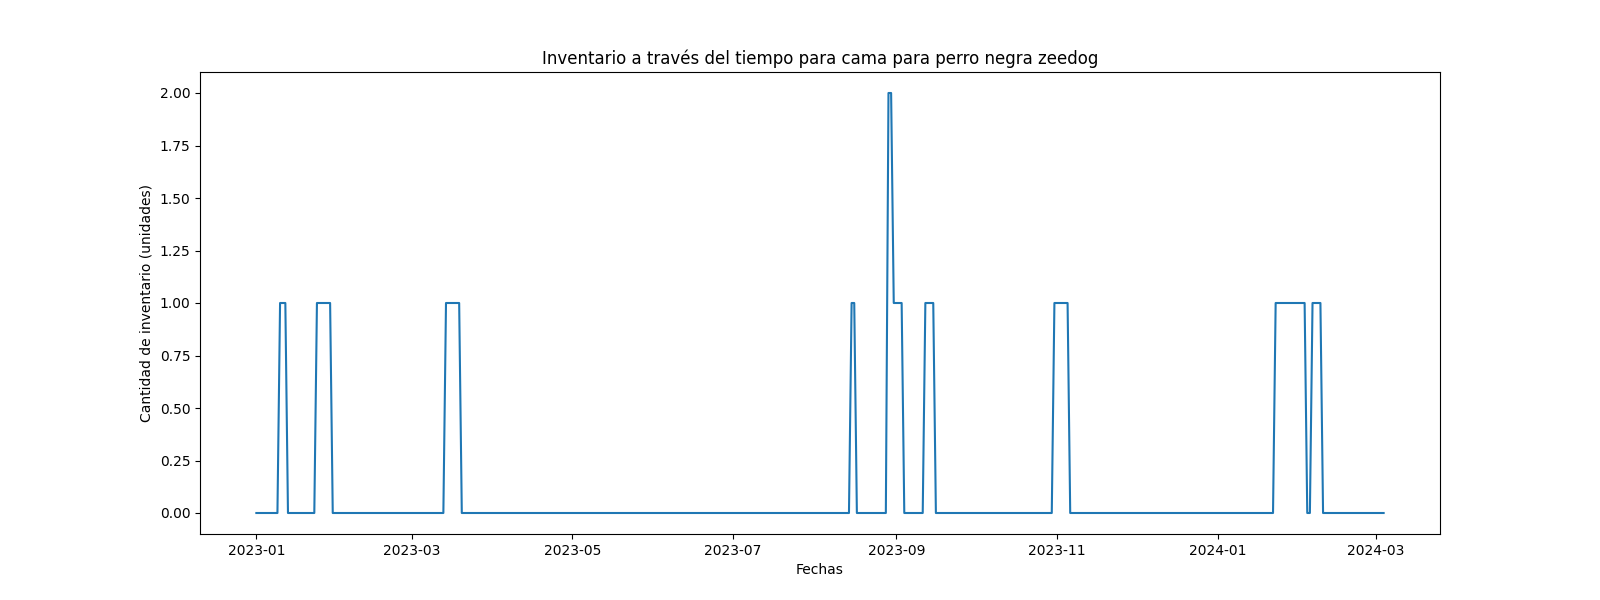 Inventario a través del tiempo para cama para perro negra zeedog
2.00
1.75
1.50
1.25
1.00
0.75
0.50
0.25
0.00
Cantidad de inventario (unidades)
2023-01 2023-03 2023-05 2023-07 2023-09 2023-11 2024-01 2024-03
Fechas